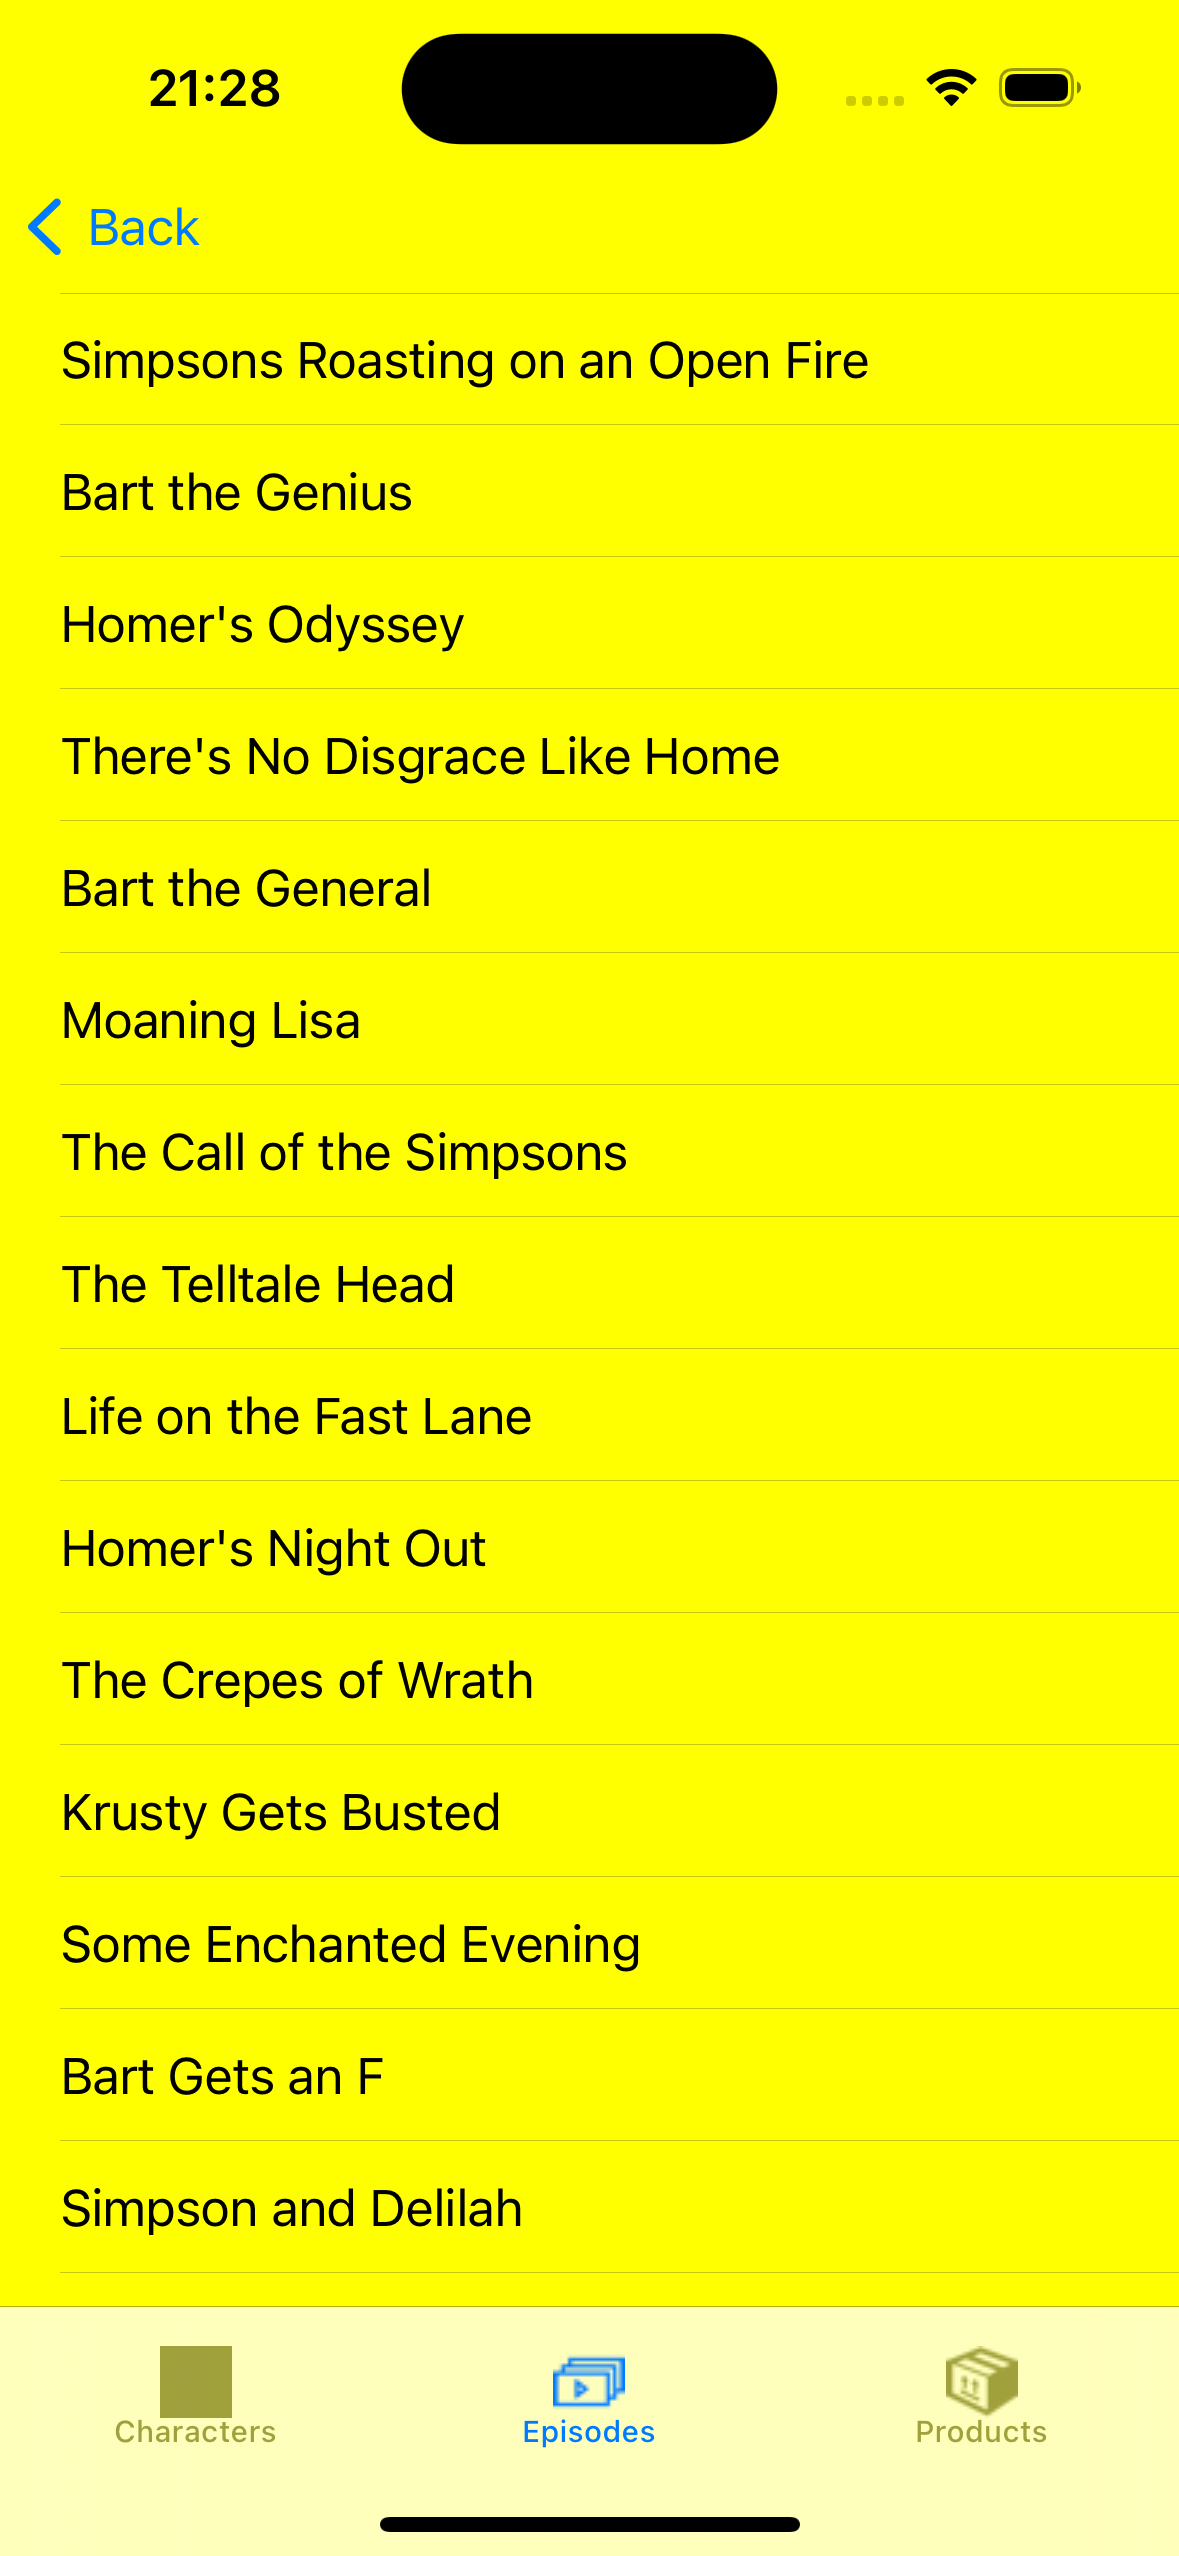 21:28
Back
Simpsons Roasting on an Open Fire
Bart the Genius
Homer's Odyssey
There's No Disgrace Like Home
Bart the General
Moaning Lisa
The Call of the Simpsons
The Telltale Head
Life on the Fast Lane
Homer's Night Out
The Crepes of Wrath
Krusty Gets Busted
Some Enchanted Evening
Bart Gets an F
Simpson and Delilah
Characters
Episodes
Products